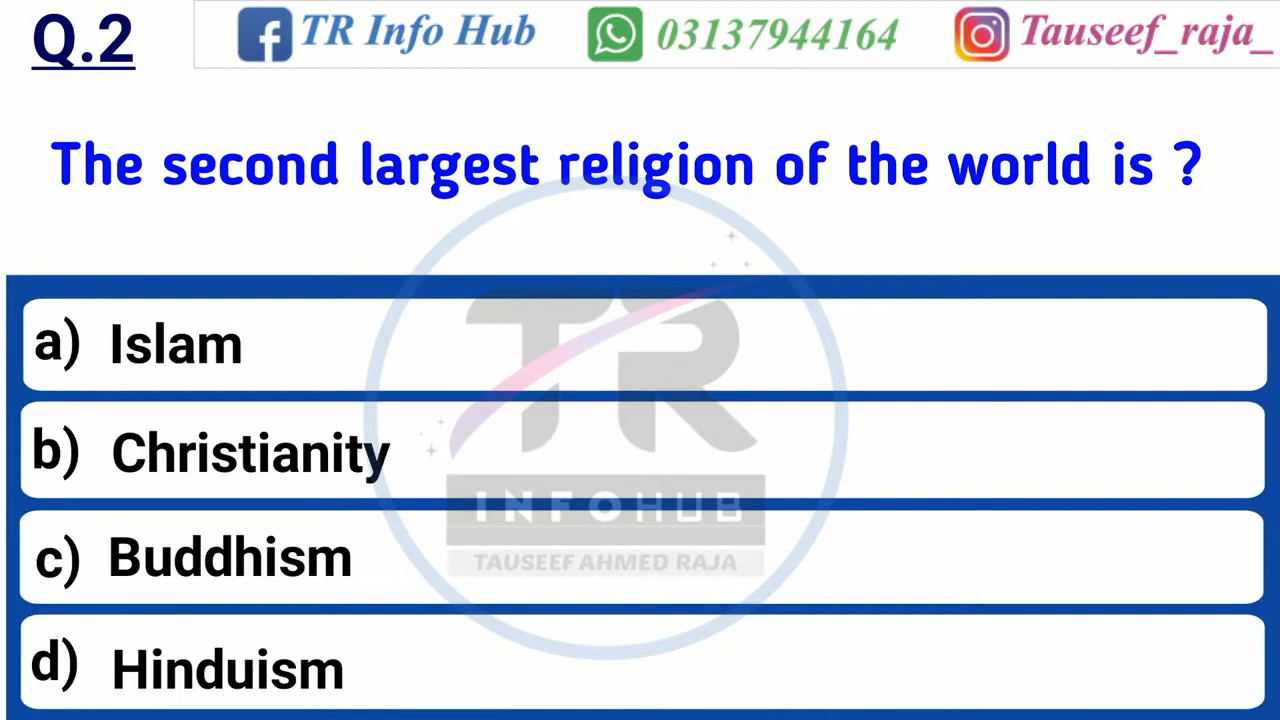 Q.2
TR Info Hub
03137944164
Tauseef_raja_
The second largest religion of the world is ?
a) Islam
b) Christianity
c) Buddhism
d) Hinduism
TR
INFOHUB
TAUSEEF AHMED RAJA